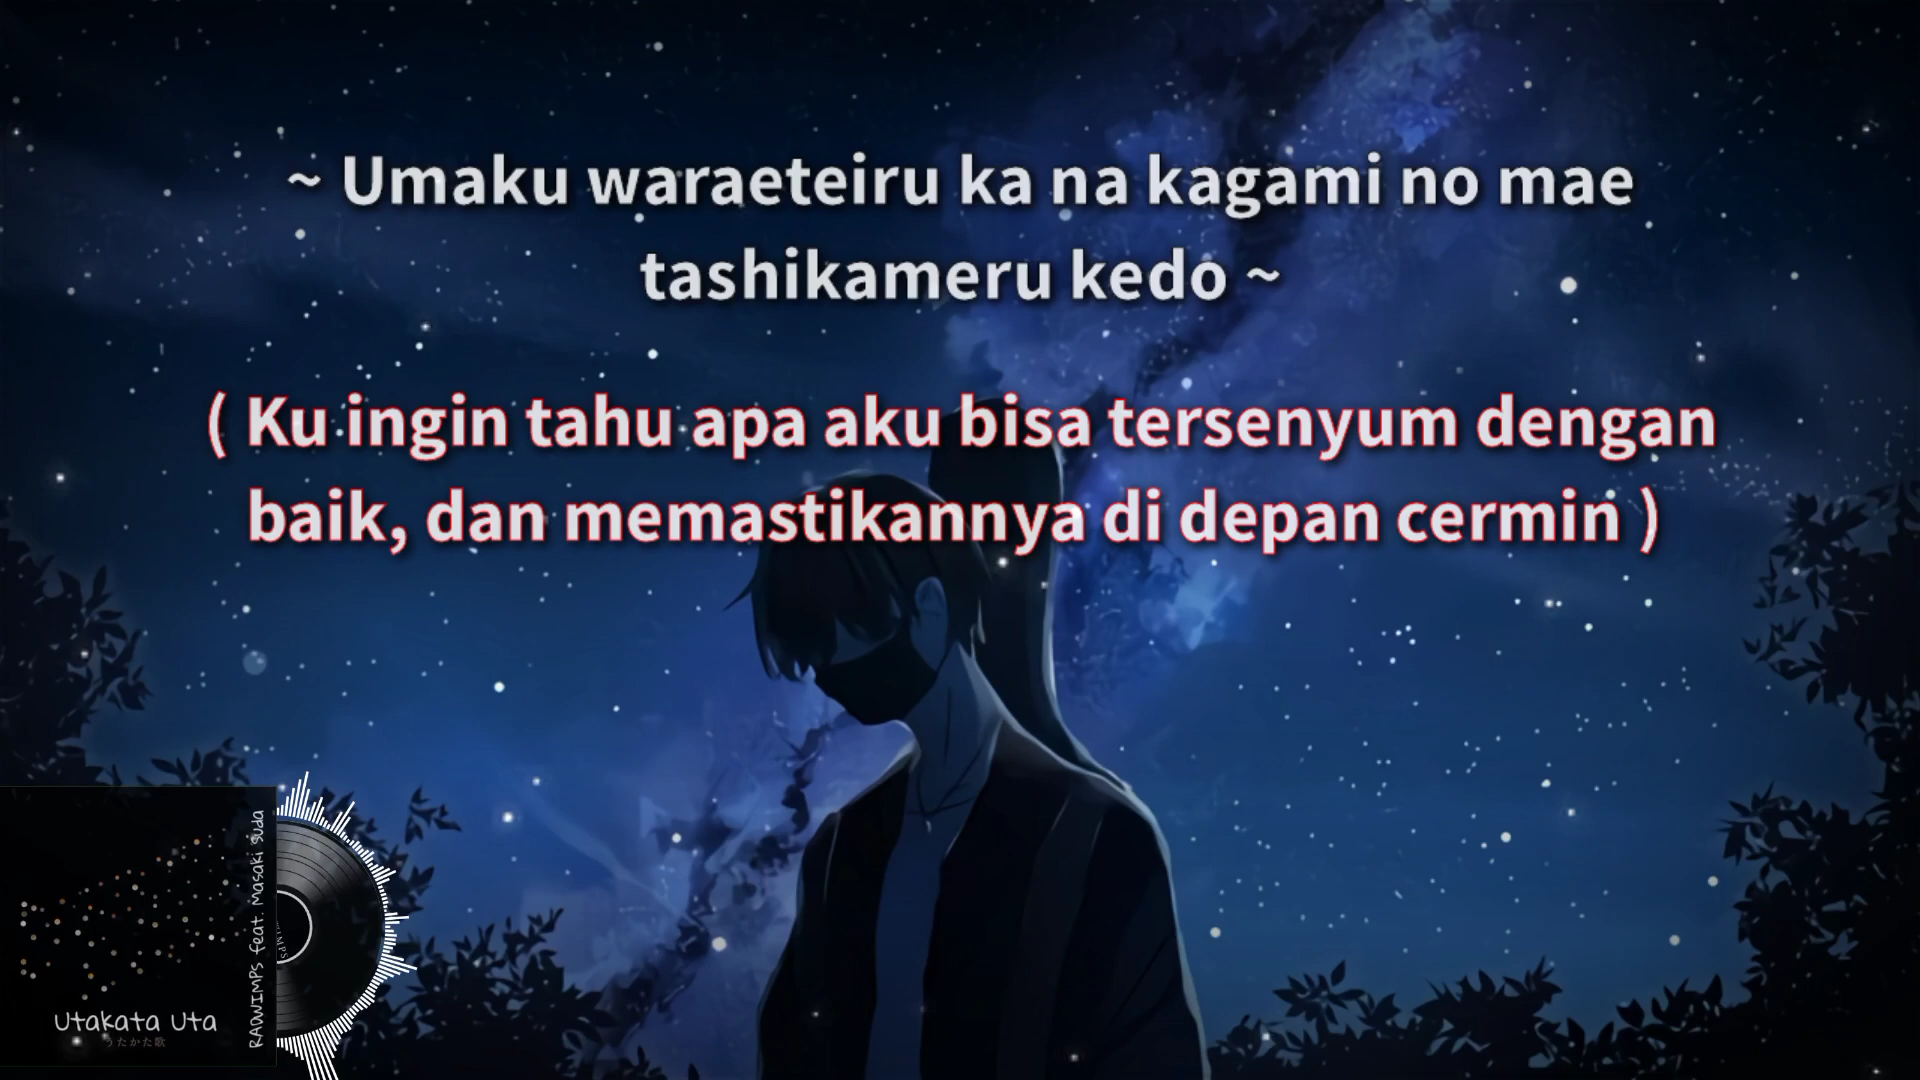 ~ Umaku waraeteiru ka na kagami no mae
tashikameru kedo ~
( Ku ingin tahu apa aku bisa tersenyum dengan
baik, dan memastikannya di depan cermin )
RADWIMPS feat. Masaki Suda
Utakata Uta
うたかた歌